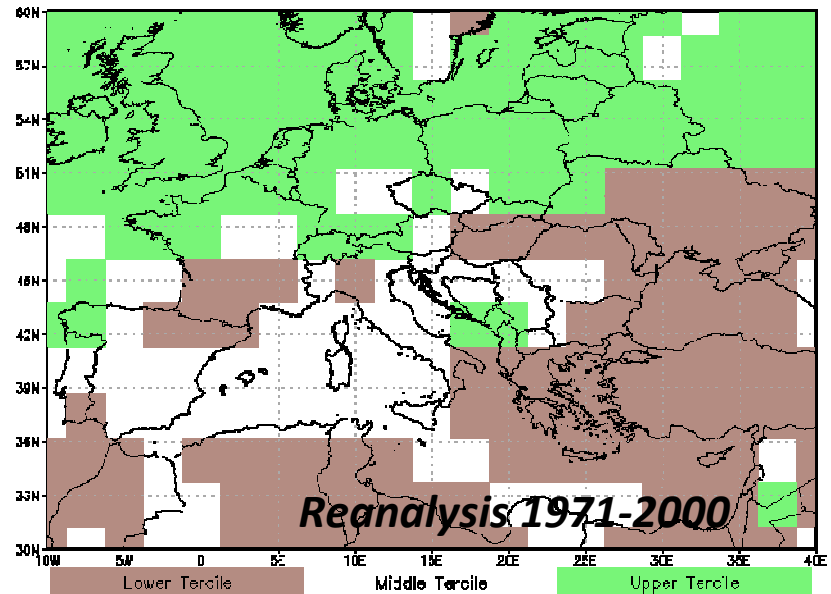 60N
57N
54N
51N
48N
45N
42N
39N
36N
33N
30N
Reanalysis 1971-2000
10W 5W 0 5E 10E 15E 20E 25E 30E 35E 40E
Lower Tercile Middle Tercile Upper Tercile